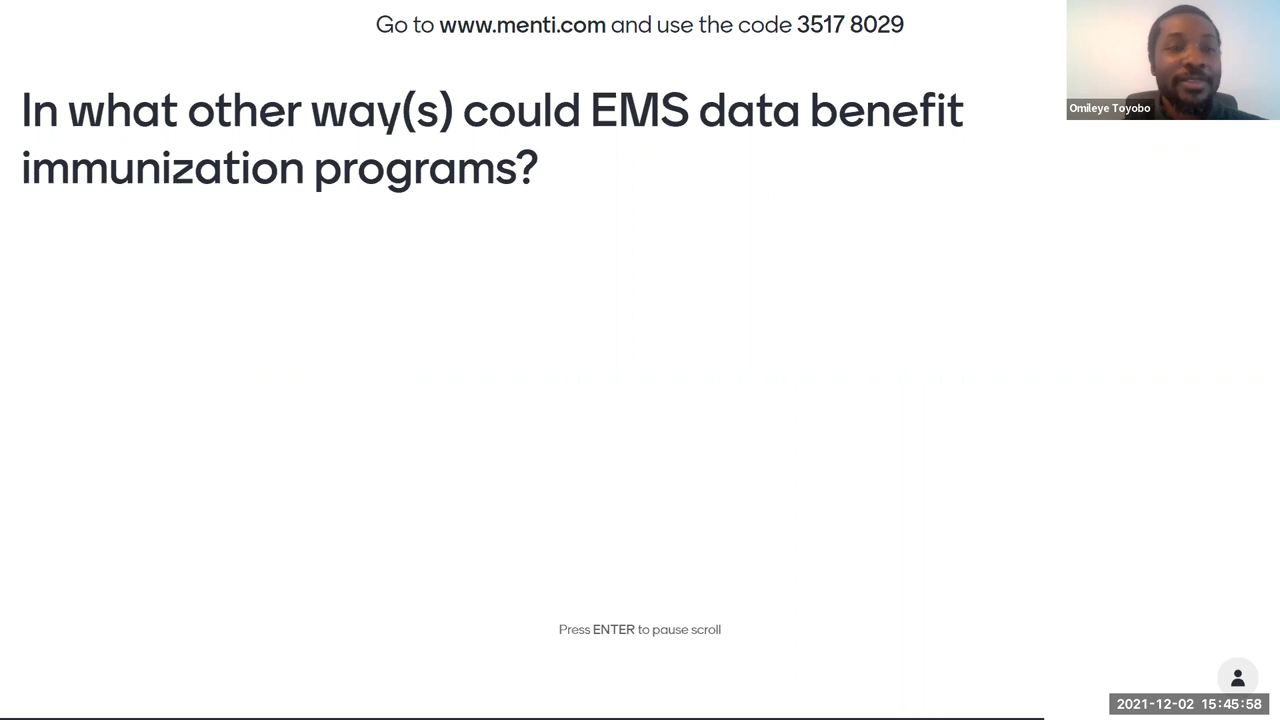 Go to www.menti.com and use the code 3517 8029
Omileye Toyobo
In what other way(s) could EMS data benefit
immunization programs?
Press ENTER to pause scroll
2021-12-02 15:45:58